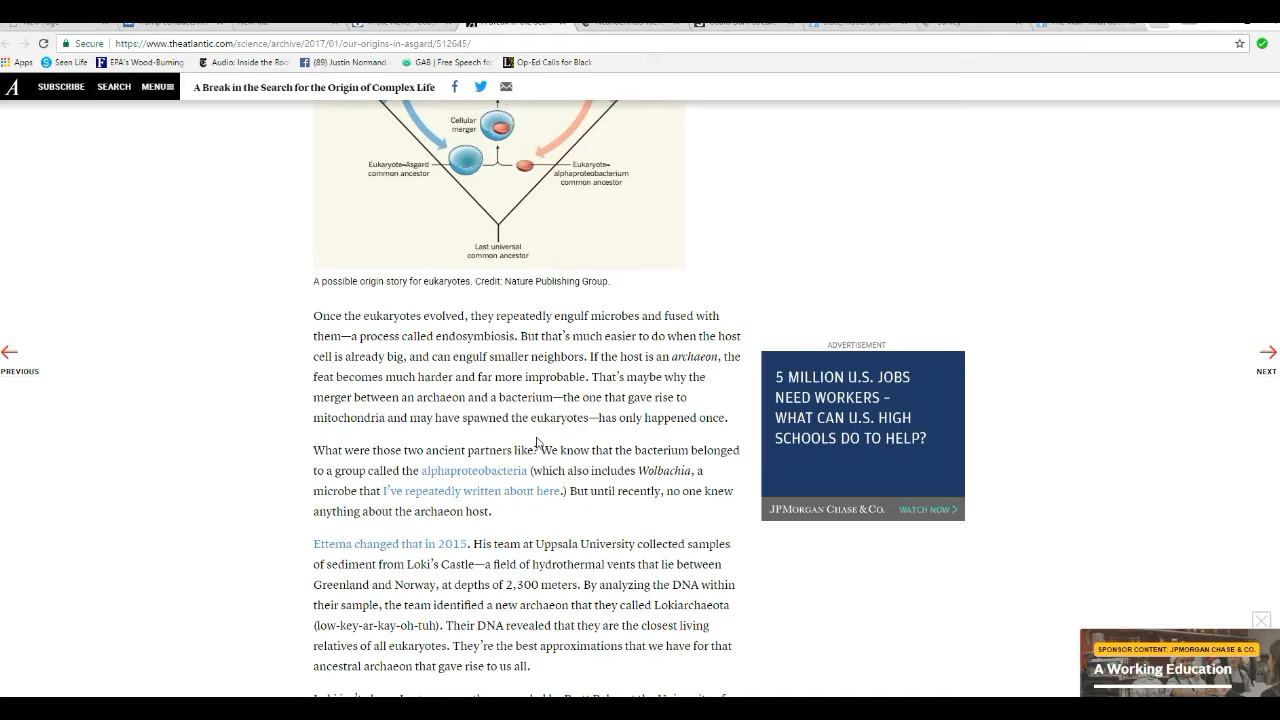 Secure
https://www.theatlantic.com/science/archive/2017/01/our-origins-in-asgard/512645/
Apps Seen Life EPA's Wood-Burning Audio: Inside the Roo (89) Justin Normand GAB | Free Speech for Op-Ed Calls for Black
A SUBSCRIBE SEARCH MENU A Break in the Search for the Origin of Complex Life
Cellular
merger
Eukaryote–Asgard
common ancestor
Eukaryote–
alphaproteobacterium
common ancestor
Last universal
common ancestor
A possible origin story for eukaryotes. Credit: Nature Publishing Group.
Once the eukaryotes evolved, they repeatedly engulf microbes and fused with
them—a process called endosymbiosis. But that's much easier to do when the host
cell is already big, and can engulf smaller neighbors. If the host is an archaeon, the
feat becomes much harder and far more improbable. That's maybe why the
merger between an archaeon and a bacterium—the one that gave rise to
mitochondria and may have spawned the eukaryotes—has only happened once.
What were those two ancient partners like? We know that the bacterium belonged
to a group called the alphaproteobacteria (which also includes Wolbachia, a
microbe that I've repeatedly written about here.) But until recently, no one knew
anything about the archaeon host.
Ettema changed that in 2015. His team at Uppsala University collected samples
of sediment from Loki's Castle—a field of hydrothermal vents that lie between
Greenland and Norway, at depths of 2,300 meters. By analyzing the DNA within
their sample, the team identified a new archaeon that they called Lokiarchaeota
(low-key-ar-kay-oh-tuh). Their DNA revealed that they are the closest living
relatives of all eukaryotes. They're the best approximations that we have for that
ancestral archaeon that gave rise to us all.
PREVIOUS
NEXT
ADVERTISEMENT
5 MILLION U.S. JOBS
NEED WORKERS –
WHAT CAN U.S. HIGH
SCHOOLS DO TO HELP?
JPMORGAN CHASE & CO. WATCH NOW
SPONSOR CONTENT: JPMORGAN CHASE & CO.
A Working Education